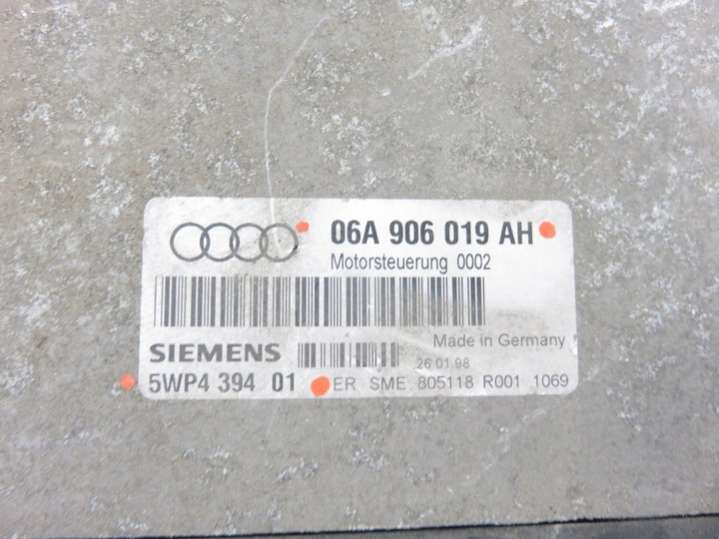 06A 906 019 AH
Motorsteuerung 0002
Made in Germany
SIEMENS
26 01 98
5WP4 394 01 ER SME 805118 R001 1069